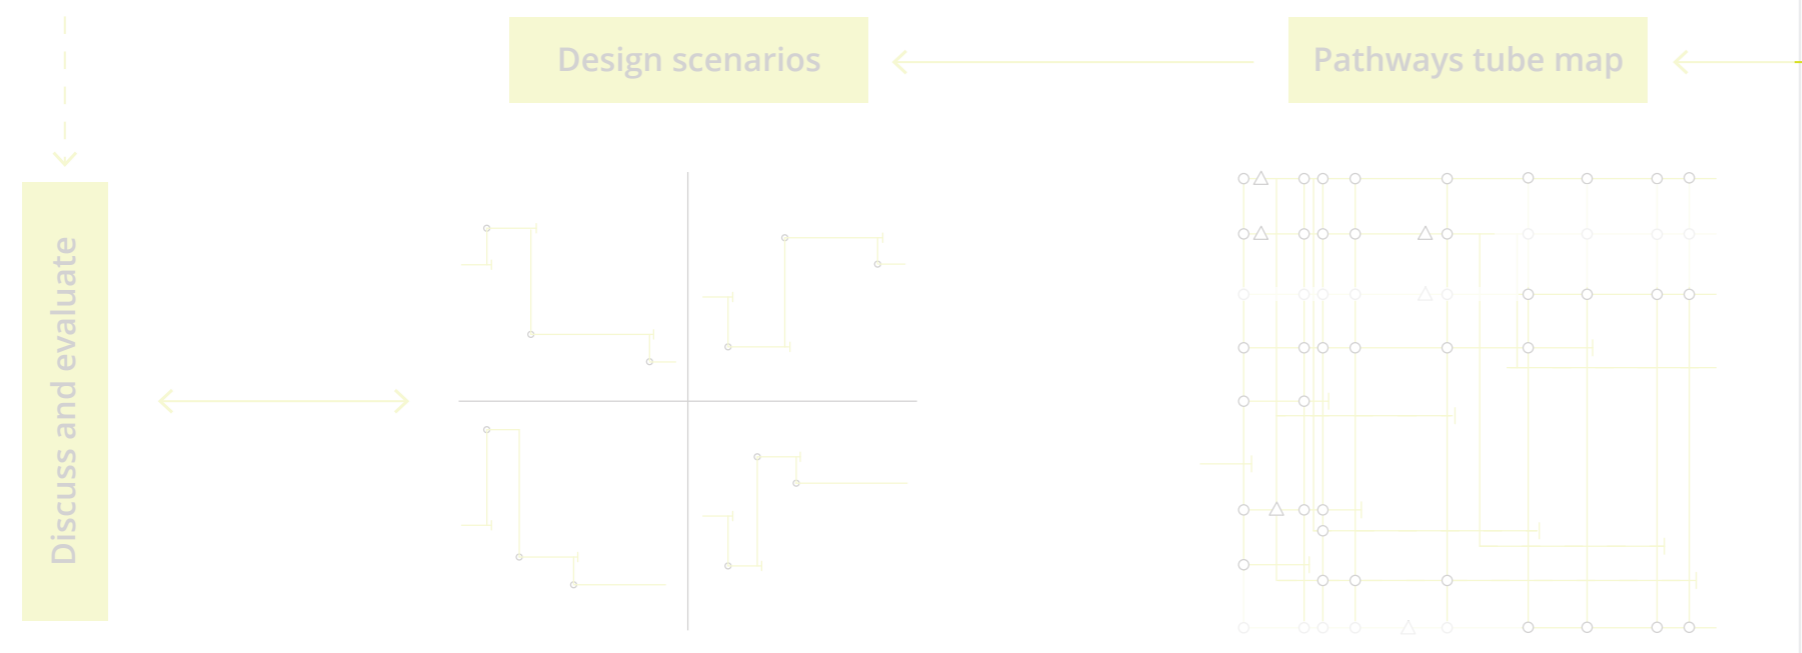 Design scenarios
Pathways tube map
Discuss and evaluate